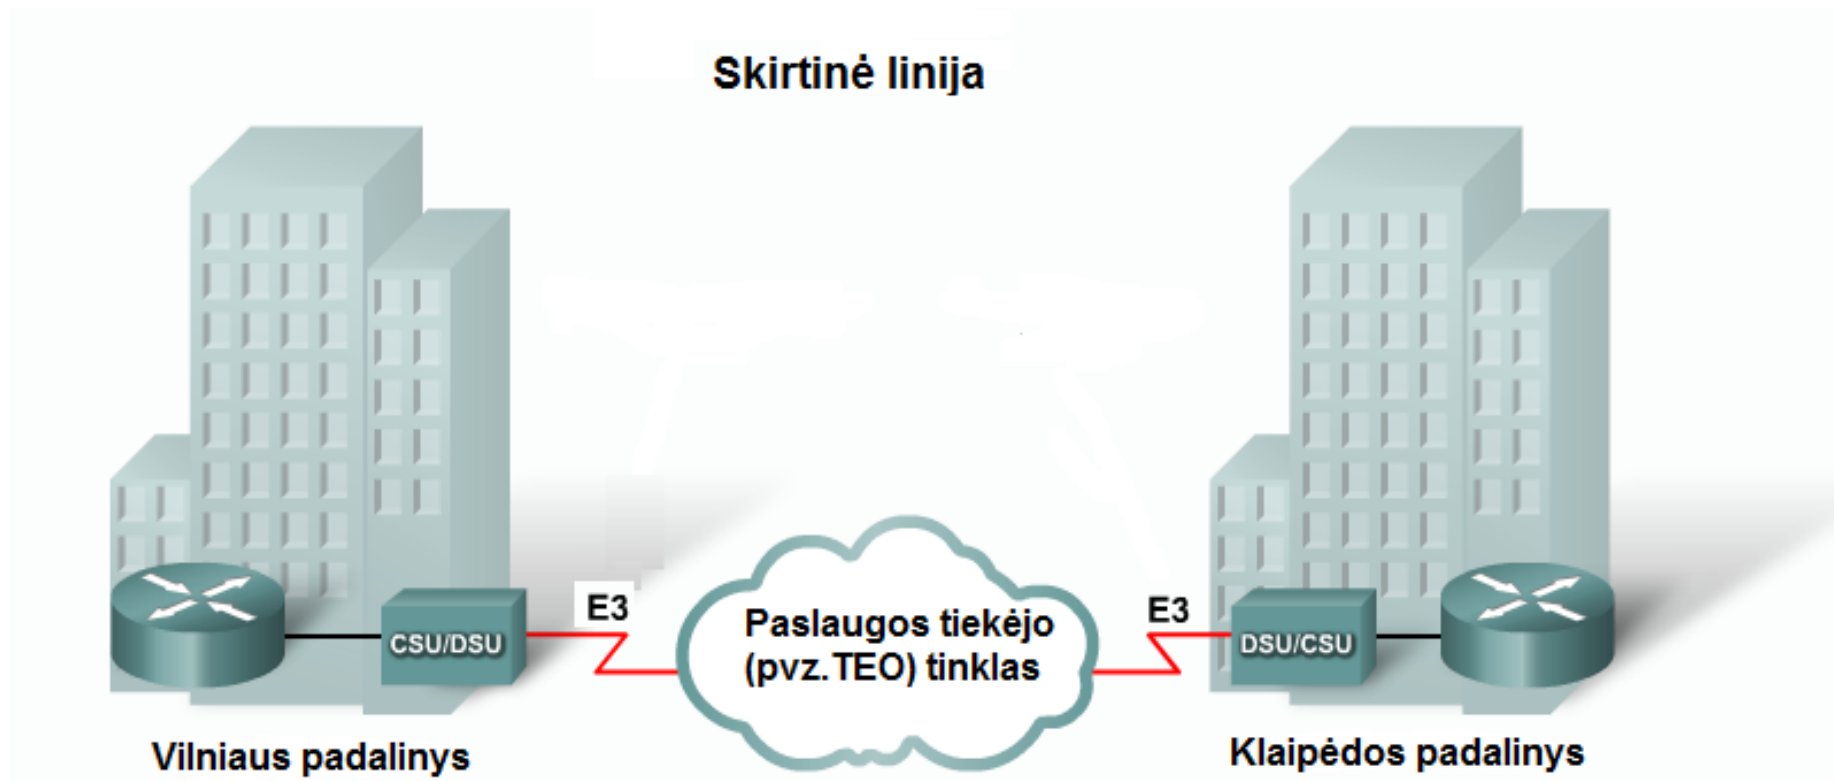 Skirtinė linija
E3
E3
CSU/DSU
Paslaugos tiekėjo
(pvz.TEO) tinklas
DSU/CSU
Vilniaus padalinys
Klaipėdos padalinys